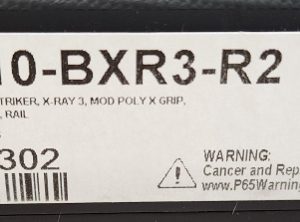 10-BXR3-R2
TRIKER, X-RAY 3, MOD POLY X GRIP,
, RAIL
302
WARNING:
Cancer and Rep
www.P65Warning